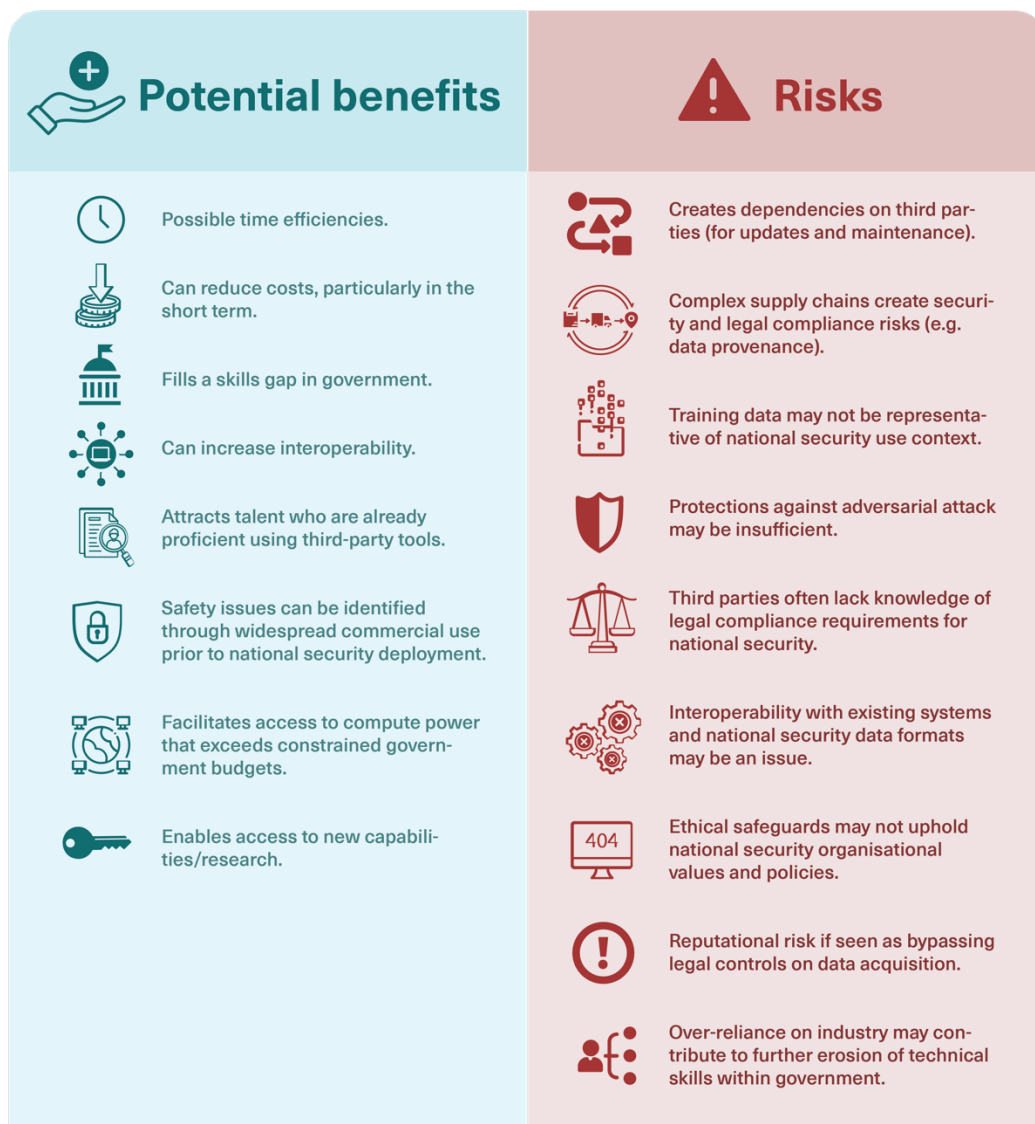 Potential benefits
Possible time efficiencies.
Can reduce costs, particularly in the
short term.
Fills a skills gap in government.
Can increase interoperability.
Attracts talent who are already
proficient using third-party tools.
Safety issues can be identified
through widespread commercial use
prior to national security deployment.
Facilitates access to compute power
that exceeds constrained govern-
ment budgets.
Enables access to new capabili-
ties/research.
Risks
Creates dependencies on third par-
ties (for updates and maintenance).
Complex supply chains create securi-
ty and legal compliance risks (e.g.
data provenance).
Training data may not be representa-
tive of national security use context.
Protections against adversarial attack
may be insufficient.
Third parties often lack knowledge of
legal compliance requirements for
national security.
Interoperability with existing systems
and national security data formats
may be an issue.
404
Ethical safeguards may not uphold
national security organisational
values and policies.
Reputational risk if seen as bypassing
legal controls on data acquisition.
Over-reliance on industry may con-
tribute to further erosion of technical
skills within government.